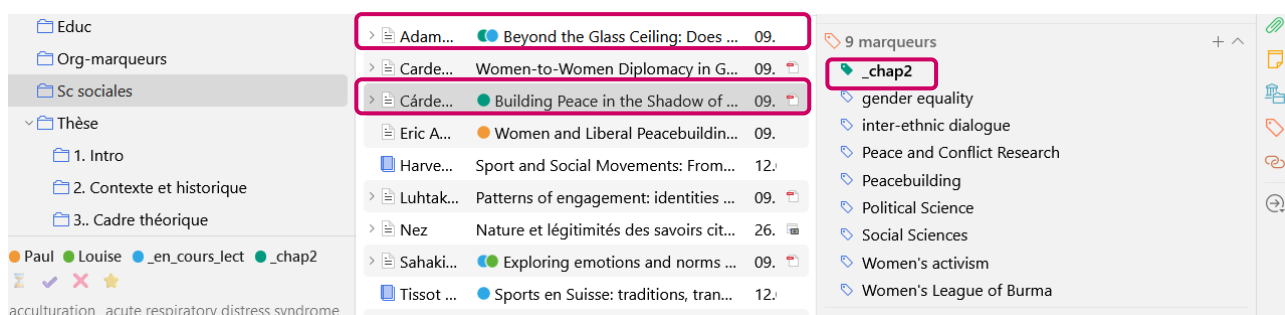 Educ
Org-marqueurs
Sc sociales
Thèse
1. Intro
2. Contexte et historique
3.. Cadre théorique
Paul Louise _en_cours_lect _chap2
acculturation acute respiratory distress syndrome
Adam... Beyond the Glass Ceiling: Does ... 09.
Carde... Women-to-Women Diplomacy in G... 09.
Cárde... Building Peace in the Shadow of ... 09.
Eric A... Women and Liberal Peacebuildin... 09.
Harve... Sport and Social Movements: From... 12.
Luhtak... Patterns of engagement: identities ... 09.
Nez Nature et légitimités des savoirs cit... 26.
Sahaki... Exploring emotions and norms ... 09.
Tissot ... Sports en Suisse: traditions, tran... 12.
9 marqueurs
_chap2
gender equality
inter-ethnic dialogue
Peace and Conflict Research
Peacebuilding
Political Science
Social Sciences
Women's activism
Women's League of Burma